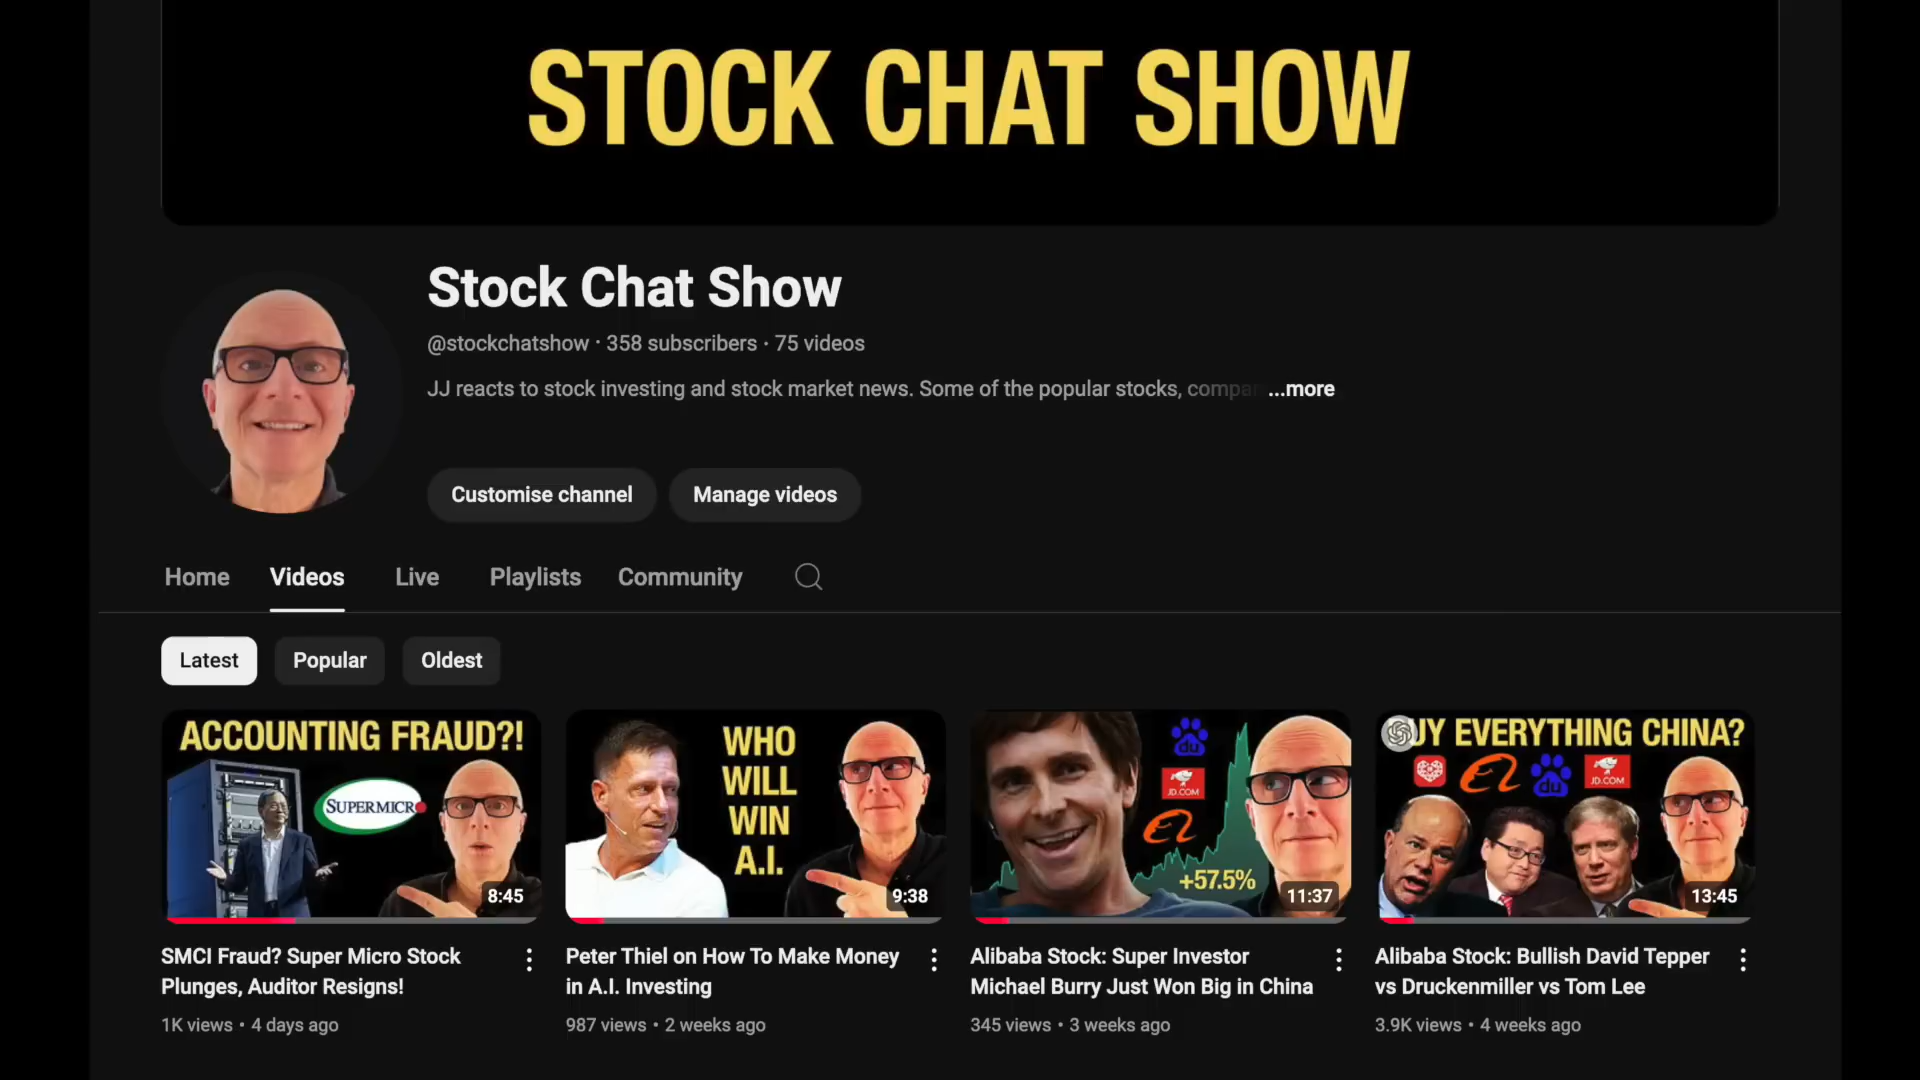 STOCK CHAT SHOW
Stock Chat Show
@stockchatshow · 358 subscribers · 75 videos
JJ reacts to stock investing and stock market news. Some of the popular stocks, ...more
Customise channel
Manage videos
Home
Videos
Live
Playlists
Community
Latest
Popular
Oldest
ACCOUNTING FRAUD?!
SUPERMICR
8:45
WHO
WILL
WIN
A.I.
9:38
du
JD.COM
+57.5%
11:37
UY EVERYTHING CHINA?
du
JD.COM
13:45
SMCI Fraud? Super Micro Stock
Plunges, Auditor Resigns!
1K views • 4 days ago
Peter Thiel on How To Make Money
in A.I. Investing
987 views • 2 weeks ago
Alibaba Stock: Super Investor
Michael Burry Just Won Big in China
345 views • 3 weeks ago
Alibaba Stock: Bullish David Tepper
vs Druckenmiller vs Tom Lee
3.9K views • 4 weeks ago